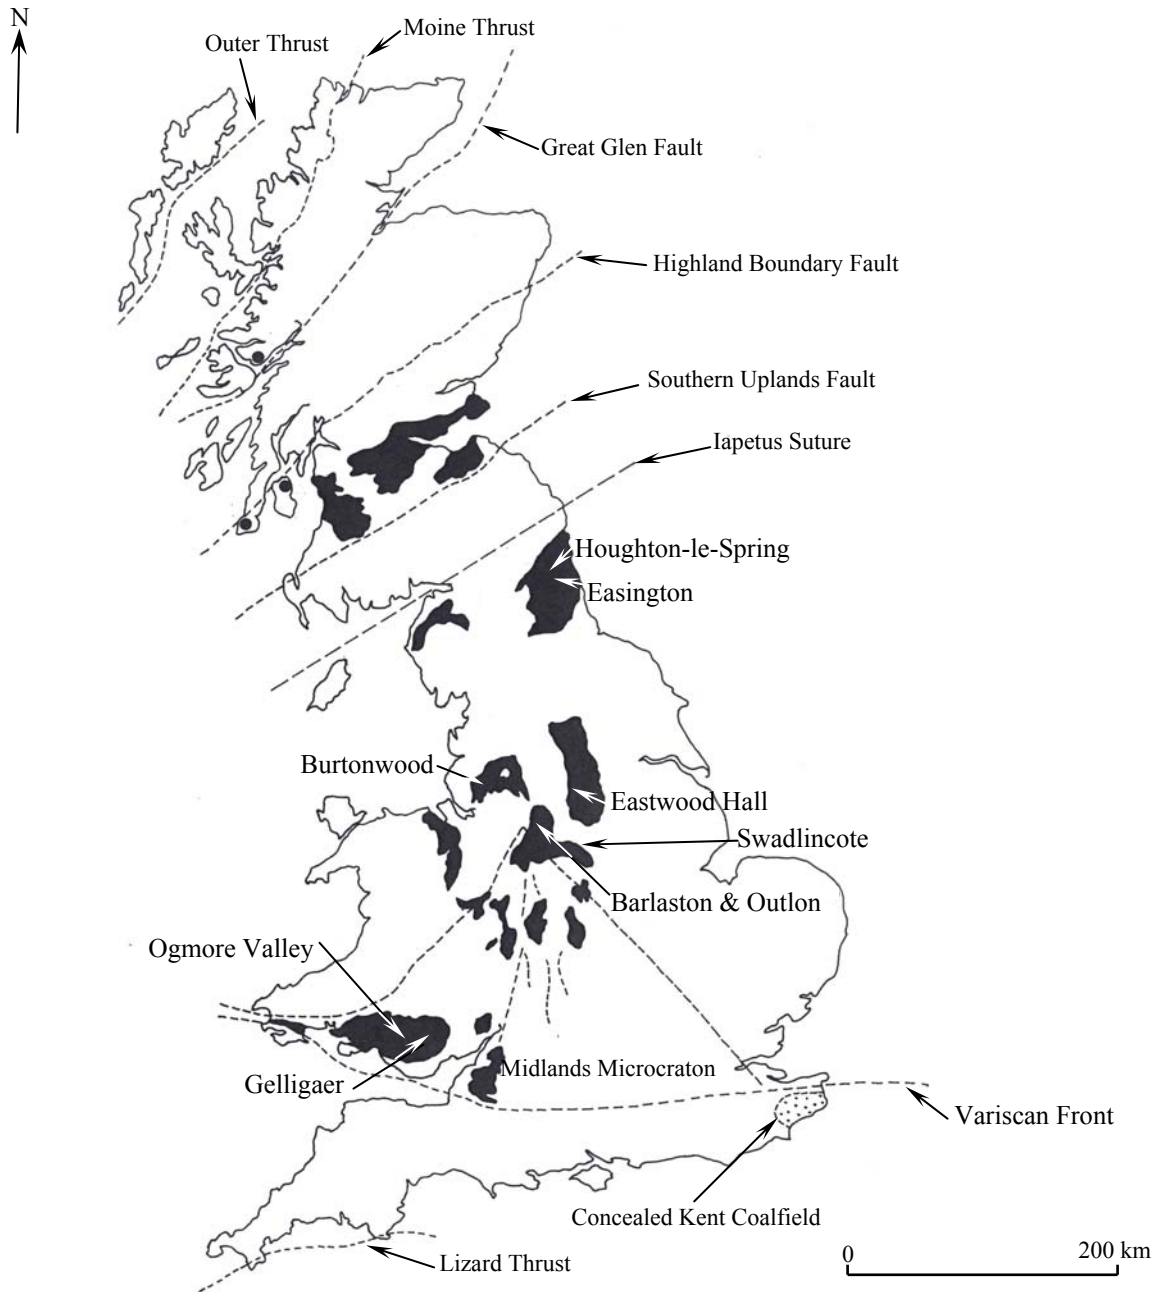 N
Moine Thrust
Outer Thrust
Great Glen Fault
Highland Boundary Fault
Southern Uplands Fault
Iapetus Suture
Houghton-le-Spring
Easington
Burtonwood
Eastwood Hall
Swadlincote
Barlaston & Outlon
Ogmore Valley
Midlands Microcraton
Gelligaer
Variscan Front
Concealed Kent Coalfield
0 200 km
Lizard Thrust